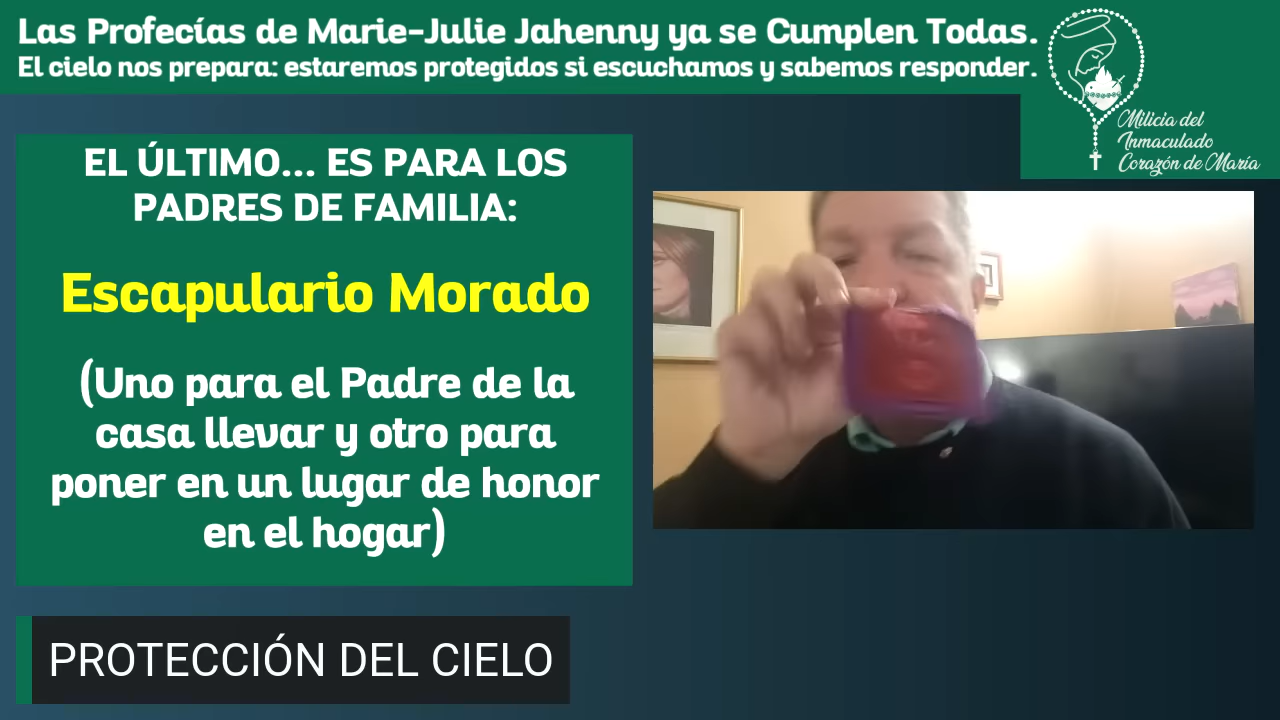 Las Profecías de Marie-Julie Jahenny ya se Cumplen Todas.
El cielo nos prepara: estaremos protegidos si escuchamos y sabemos responder.
Milicia del
Inmaculado
Corazón de María
EL ÚLTIMO... ES PARA LOS
PADRES DE FAMILIA:
Escapulario Morado
(Uno para el Padre de la
casa llevar y otro para
poner en un lugar de honor
en el hogar)
PROTECCIÓN DEL CIELO